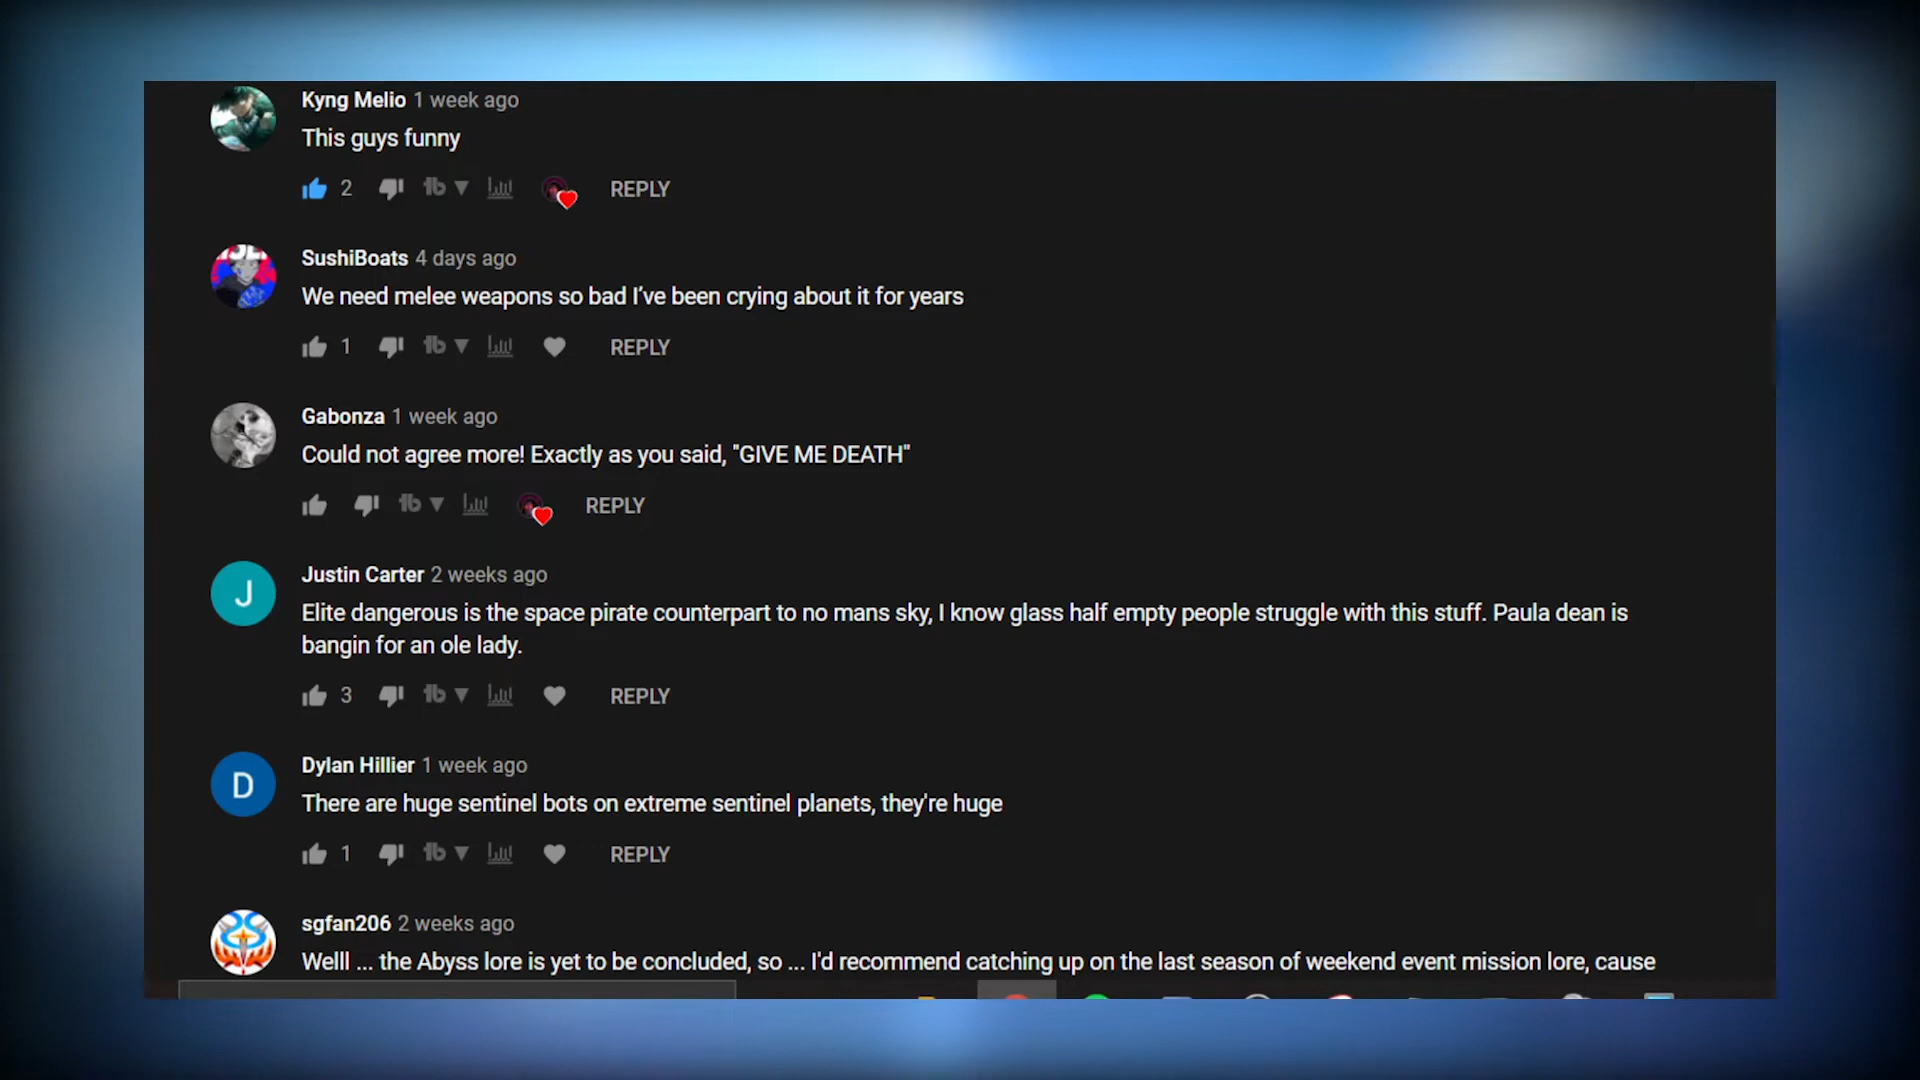 Kyng Melio 1 week ago
This guys funny
2 REPLY
SushiBoats 4 days ago
We need melee weapons so bad I've been crying about it for years
1 REPLY
Gabonza 1 week ago
Could not agree more! Exactly as you said, "GIVE ME DEATH"
REPLY
J
Justin Carter 2 weeks ago
Elite dangerous is the space pirate counterpart to no mans sky, I know glass half empty people struggle with this stuff. Paula dean is
bangin for an ole lady.
3 REPLY
D
Dylan Hillier 1 week ago
There are huge sentinel bots on extreme sentinel planets, they're huge
1 REPLY
sgfan206 2 weeks ago
Welll ... the Abyss lore is yet to be concluded, so ... I'd recommend catching up on the last season of weekend event mission lore, cause